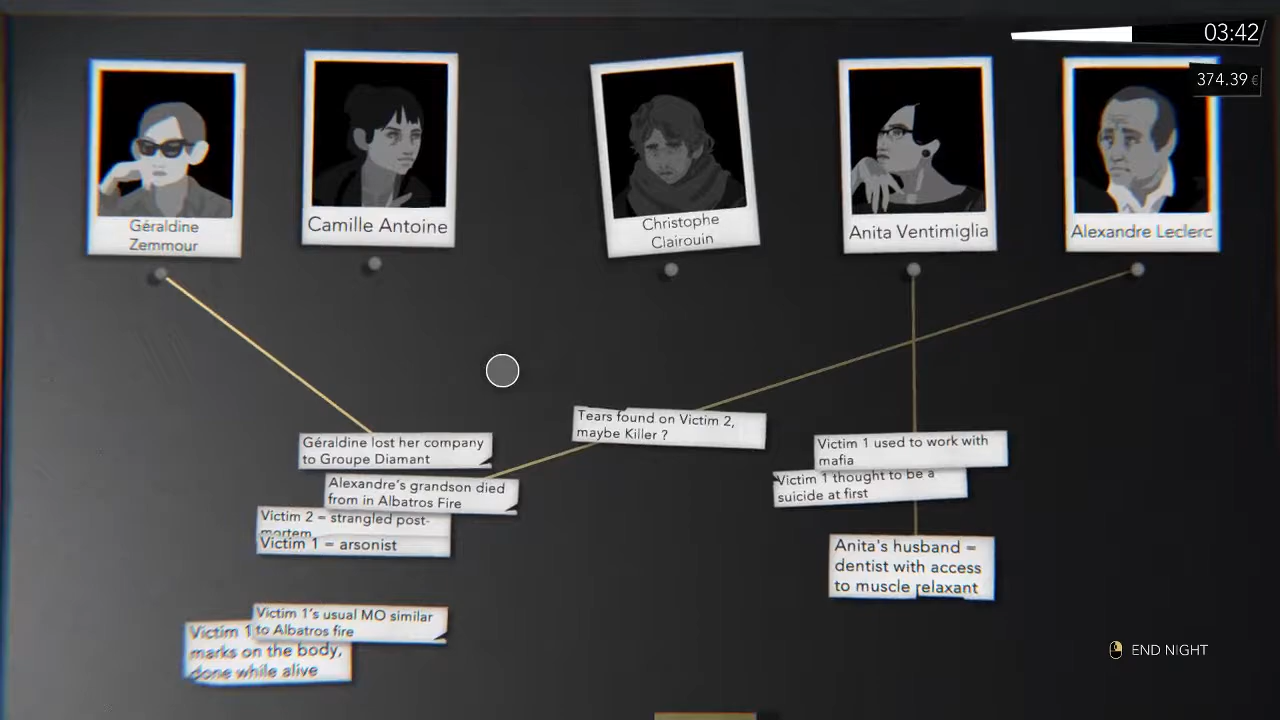 03:42
374.39 €
Géraldine
Zemmour
Camille Antoine
Christophe
Clairouin
Anita Ventimiglia
Alexandre Leclerc
Tears found on Victim 2,
maybe Killer ?
Géraldine lost her company
to Groupe Diamant
Alexandre's grandson died
from in Albatros Fire
Victim 2 = strangled post-
mortem
Victim 1 = arsonist
Victim 1 used to work with
mafia
Victim 1 thought to be a
suicide at first
Anita's husband =
dentist with access
to muscle relaxant
Victim 1's usual MO similar
to Albatros fire
Victim 1
marks on the body,
done while alive
END NIGHT